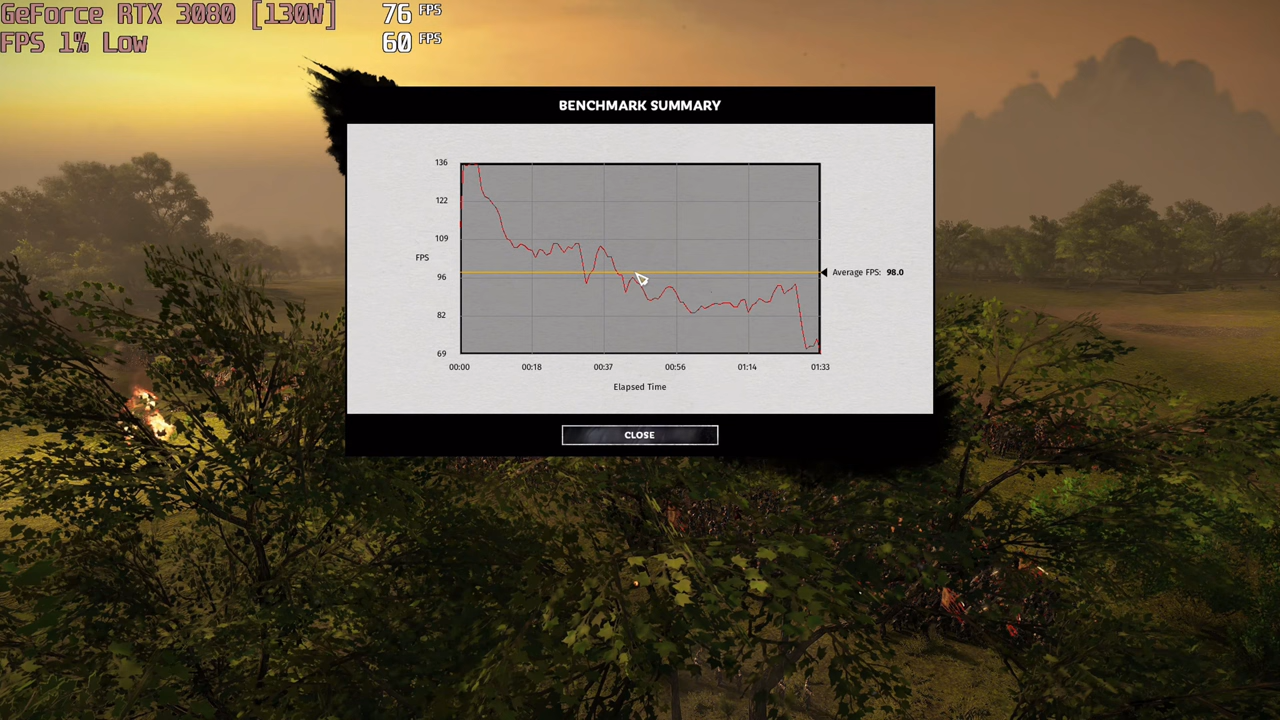 GeForce RTX 3080 [130W] 76 FPS
FPS 1% Low 60 FPS
BENCHMARK SUMMARY
136
122
109
FPS
96
82
69
Average FPS: 98.0
00:00 00:18 00:37 00:56 01:14 01:33
Elapsed Time
CLOSE